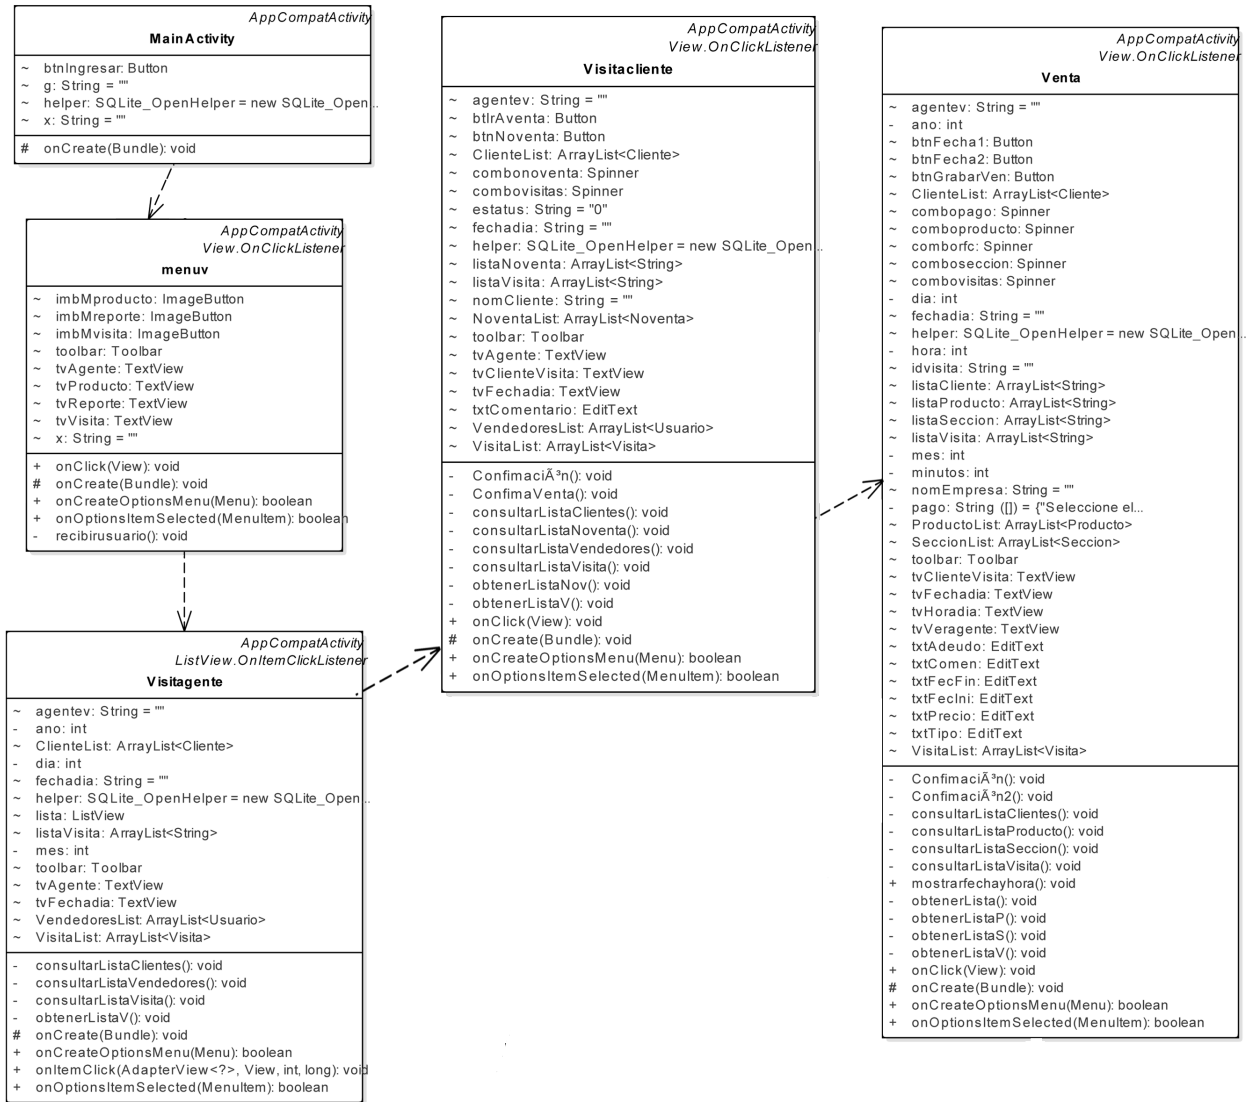 AppCompatActivity
MainActivity
~ btnIngresar: Button
~ g: String = ""
~ helper: SQLite_OpenHelper = new SQLite_Open...
~ x: String = ""
# onCreate(Bundle): void
AppCompatActivity
View.OnClickListener
menuv
~ imbMproducto: ImageButton
~ imbMreporte: ImageButton
~ imbMvisita: ImageButton
~ toolbar: Toolbar
~ tvAgente: TextView
~ tvProducto: TextView
~ tvReporte: TextView
~ tvVisita: TextView
~ x: String = ""
+ onClick(View): void
# onCreate(Bundle): void
+ onCreateOptionsMenu(Menu): boolean
+ onOptionsItemSelected(MenuItem): boolean
- recibirusuario(): void
AppCompatActivity
ListView.OnItemClickListener
Visitagente
~ agentev: String = ""
- ano: int
~ ClienteList: ArrayList<Cliente>
- dia: int
~ fechadia: String = ""
~ helper: SQLite_OpenHelper = new SQLite_Open...
~ lista: ListView
~ listaVisita: ArrayList<String>
- mes: int
~ toolbar: Toolbar
~ tvAgente: TextView
~ tvFechadia: TextView
~ VendedoresList: ArrayList<Usuario>
~ VisitaList: ArrayList<Visita>
- consultarListaClientes(): void
- consultarListaVendedores(): void
- consultarListaVisita(): void
- obtenerListaV(): void
# onCreate(Bundle): void
+ onCreateOptionsMenu(Menu): boolean
+ onItemClick(AdapterView<?>, View, int, long): void
+ onOptionsItemSelected(MenuItem): boolean
AppCompatActivity
View.OnClickListener
Visitacliente
~ agentev: String = ""
~ btIrAventa: Button
~ btnNoventa: Button
~ ClienteList: ArrayList<Cliente>
~ combonoventa: Spinner
~ combovisitas: Spinner
~ estatus: String = "0"
~ fechadia: String = ""
~ helper: SQLite_OpenHelper = new SQLite_Open...
~ listaNoventa: ArrayList<String>
~ listaVisita: ArrayList<String>
~ nomCliente: String = ""
~ NoventaList: ArrayList<Noventa>
~ toolbar: Toolbar
~ tvAgente: TextView
~ tvClienteVisita: TextView
~ tvFechadia: TextView
~ txtComentario: EditText
~ VendedoresList: ArrayList<Usuario>
~ VisitaList: ArrayList<Visita>
- ConfimaciÃ³n(): void
- ConfimaVenta(): void
- consultarListaClientes(): void
- consultarListaNoventa(): void
- consultarListaVendedores(): void
- consultarListaVisita(): void
- obtenerListaNov(): void
- obtenerListaV(): void
+ onClick(View): void
# onCreate(Bundle): void
+ onCreateOptionsMenu(Menu): boolean
+ onOptionsItemSelected(MenuItem): boolean
AppCompatActivity
View.OnClickListener
Venta
~ agentev: String = ""
- ano: int
~ btnFecha1: Button
~ btnFecha2: Button
~ btnGrabarVen: Button
~ ClienteList: ArrayList<Cliente>
~ combopago: Spinner
~ comboproducto: Spinner
~ comborfc: Spinner
~ comboseccion: Spinner
~ combovisitas: Spinner
- dia: int
~ fechadia: String = ""
~ helper: SQLite_OpenHelper = new SQLite_Open...
- hora: int
~ idvisita: String = ""
~ listaCliente: ArrayList<String>
~ listaProducto: ArrayList<String>
~ listaSeccion: ArrayList<String>
~ listaVisita: ArrayList<String>
- mes: int
- minutos: int
~ nomEmpresa: String = ""
- pago: String ([]) = {"Seleccione el...
~ ProductoList: ArrayList<Producto>
~ SeccionList: ArrayList<Seccion>
~ toolbar: Toolbar
~ tvClienteVisita: TextView
~ tvFechadia: TextView
~ tvHoradia: TextView
~ tvVeragente: TextView
~ txtAdeudo: EditText
~ txtComen: EditText
~ txtFecFin: EditText
~ txtFecIni: EditText
~ txtPrecio: EditText
~ txtTipo: EditText
~ VisitaList: ArrayList<Visita>
- ConfimaciÃ³n(): void
- ConfimaciÃ³n2(): void
- consultarListaClientes(): void
- consultarListaProducto(): void
- consultarListaSeccion(): void
- consultarListaVisita(): void
+ mostrarfechayhora(): void
- obtenerLista(): void
- obtenerListaP(): void
- obtenerListaS(): void
- obtenerListaV(): void
+ onClick(View): void
# onCreate(Bundle): void
+ onCreateOptionsMenu(Menu): boolean
+ onOptionsItemSelected(MenuItem): boolean